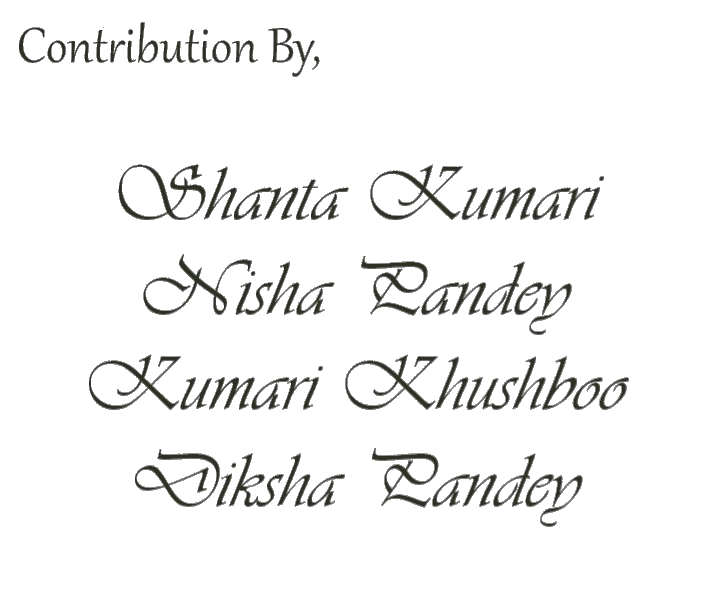 Contribution By,
Shanta Kumari
Nisha Pandey
Kumari Khushboo
Diksha Pandey